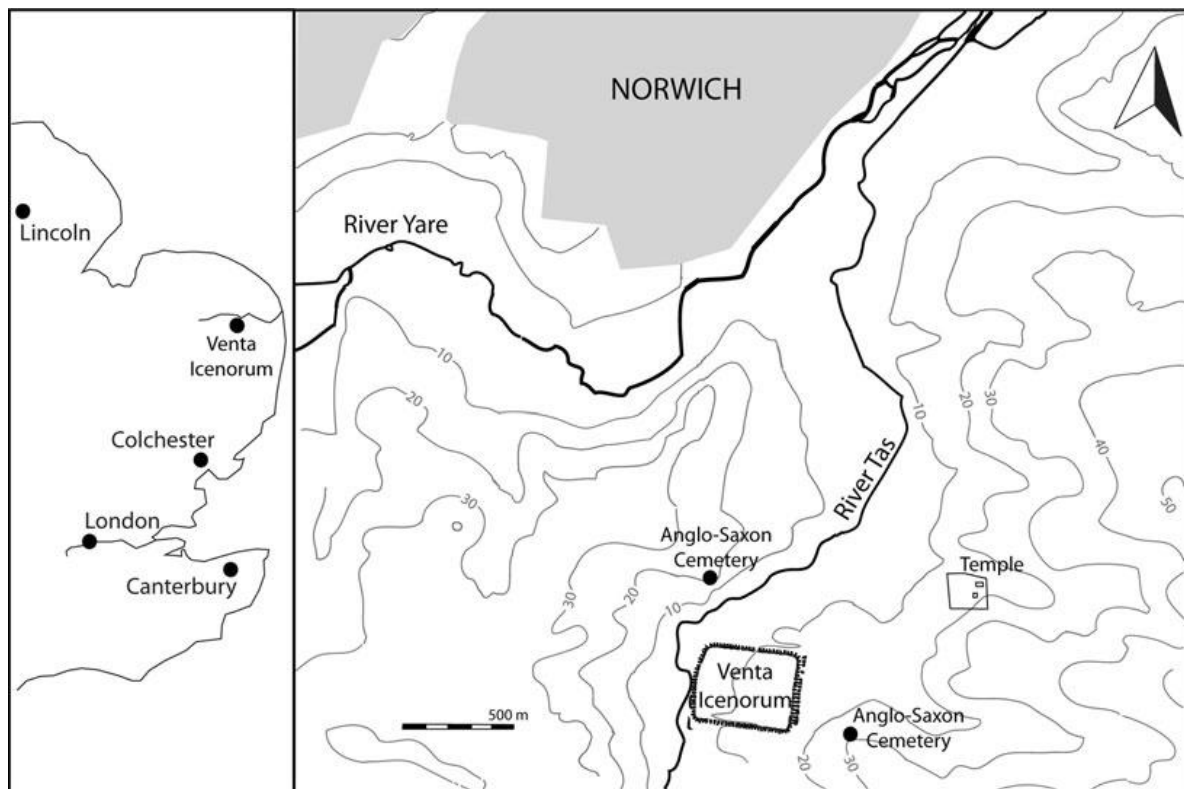 Lincoln
Venta
Icenorum
Colchester
London
Canterbury
NORWICH
River Yare
10
20
30
10
20
30
40
50
River Tas
Anglo-Saxon
Cemetery
Temple
30
20
10
Venta
Icenorum
500 m
Anglo-Saxon
Cemetery
20
30